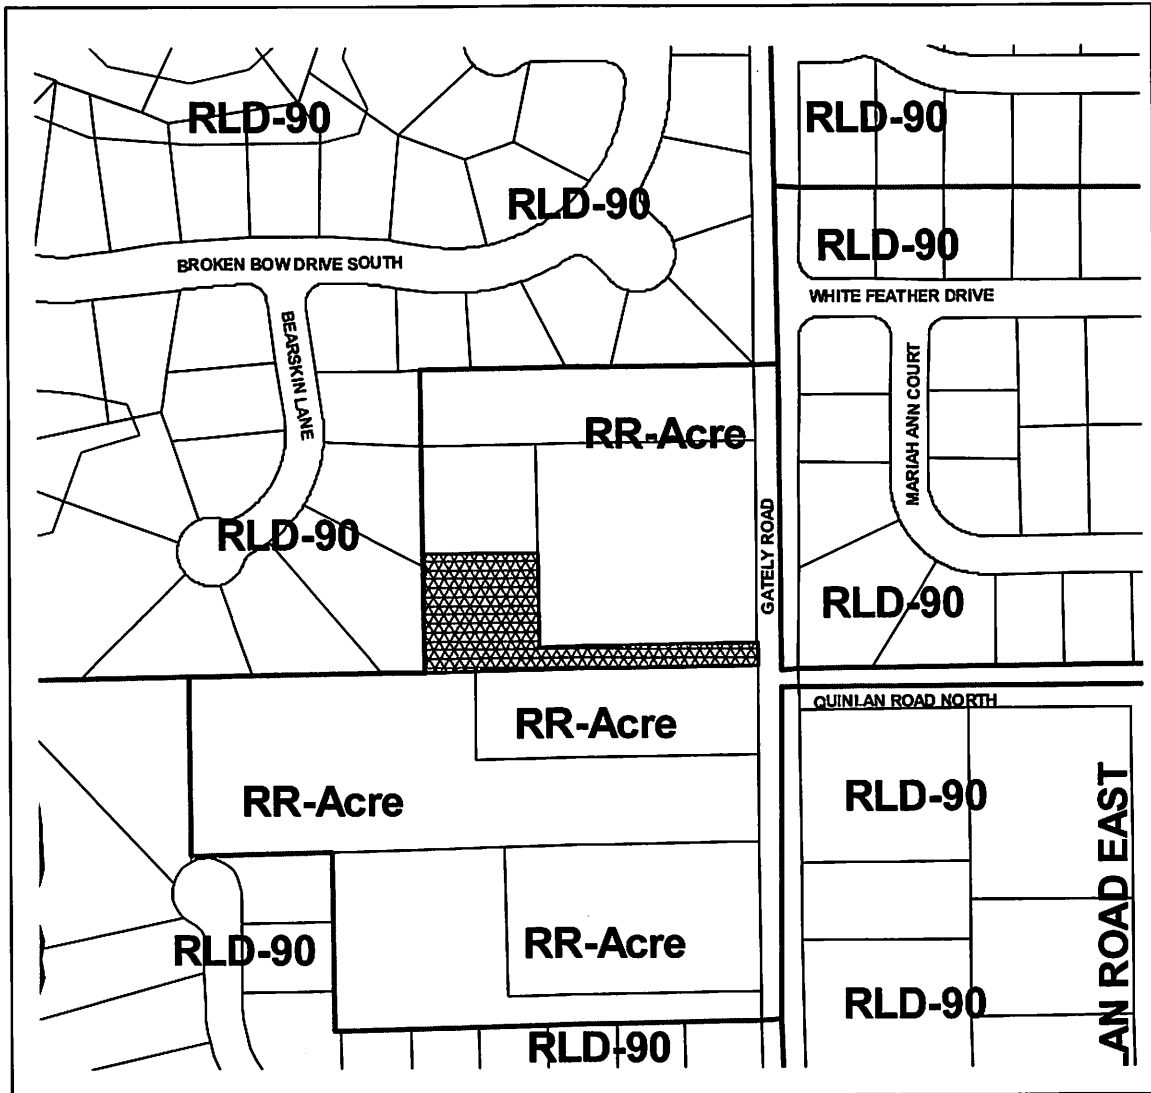 RLD-90
RLD-90
RLD-90
RLD-90
BROKEN BOW DRIVE SOUTH
WHITE FEATHER DRIVE
BEARSKIN LANE
MARIAH ANN COURT
RR-Acre
RLD-90
GATELY ROAD
RLD-90
QUINLAN ROAD NORTH
RR-Acre
RR-Acre
RLD-90
AN ROAD EAST
RLD-90
RR-Acre
RLD-90
RLD-90